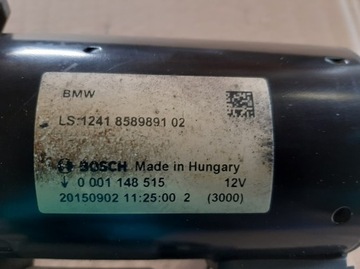 BMW
LS:1241 8589891 02
BOSCH Made in Hungary
0 001 148 515 12V
20150902 11:25:00 2 (3000)